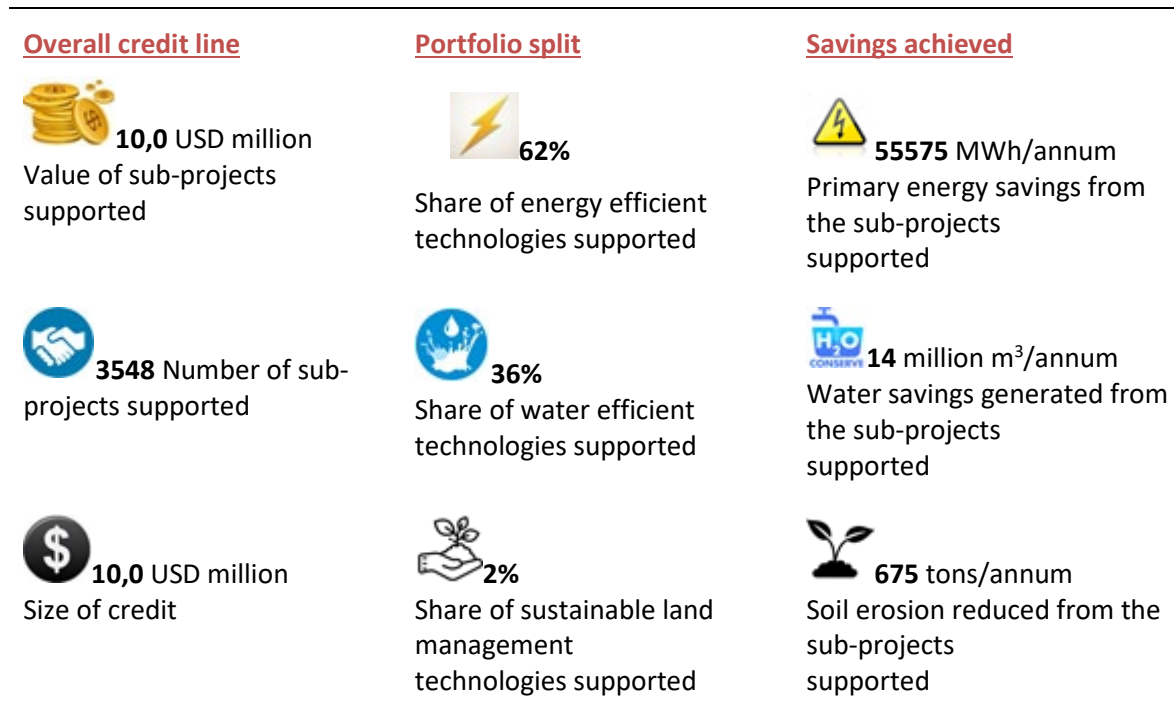 Overall credit line
10,0 USD million
Value of sub-projects
supported
3548 Number of sub-
projects supported
10,0 USD million
Size of credit
Portfolio split
62%
Share of energy efficient
technologies supported
36%
Share of water efficient
technologies supported
2%
Share of sustainable land
management
technologies supported
Savings achieved
55575 MWh/annum
Primary energy savings from
the sub-projects
supported
H2O
CONSERVE
14 million m³/annum
Water savings generated from
the sub-projects
supported
675 tons/annum
Soil erosion reduced from the
sub-projects
supported